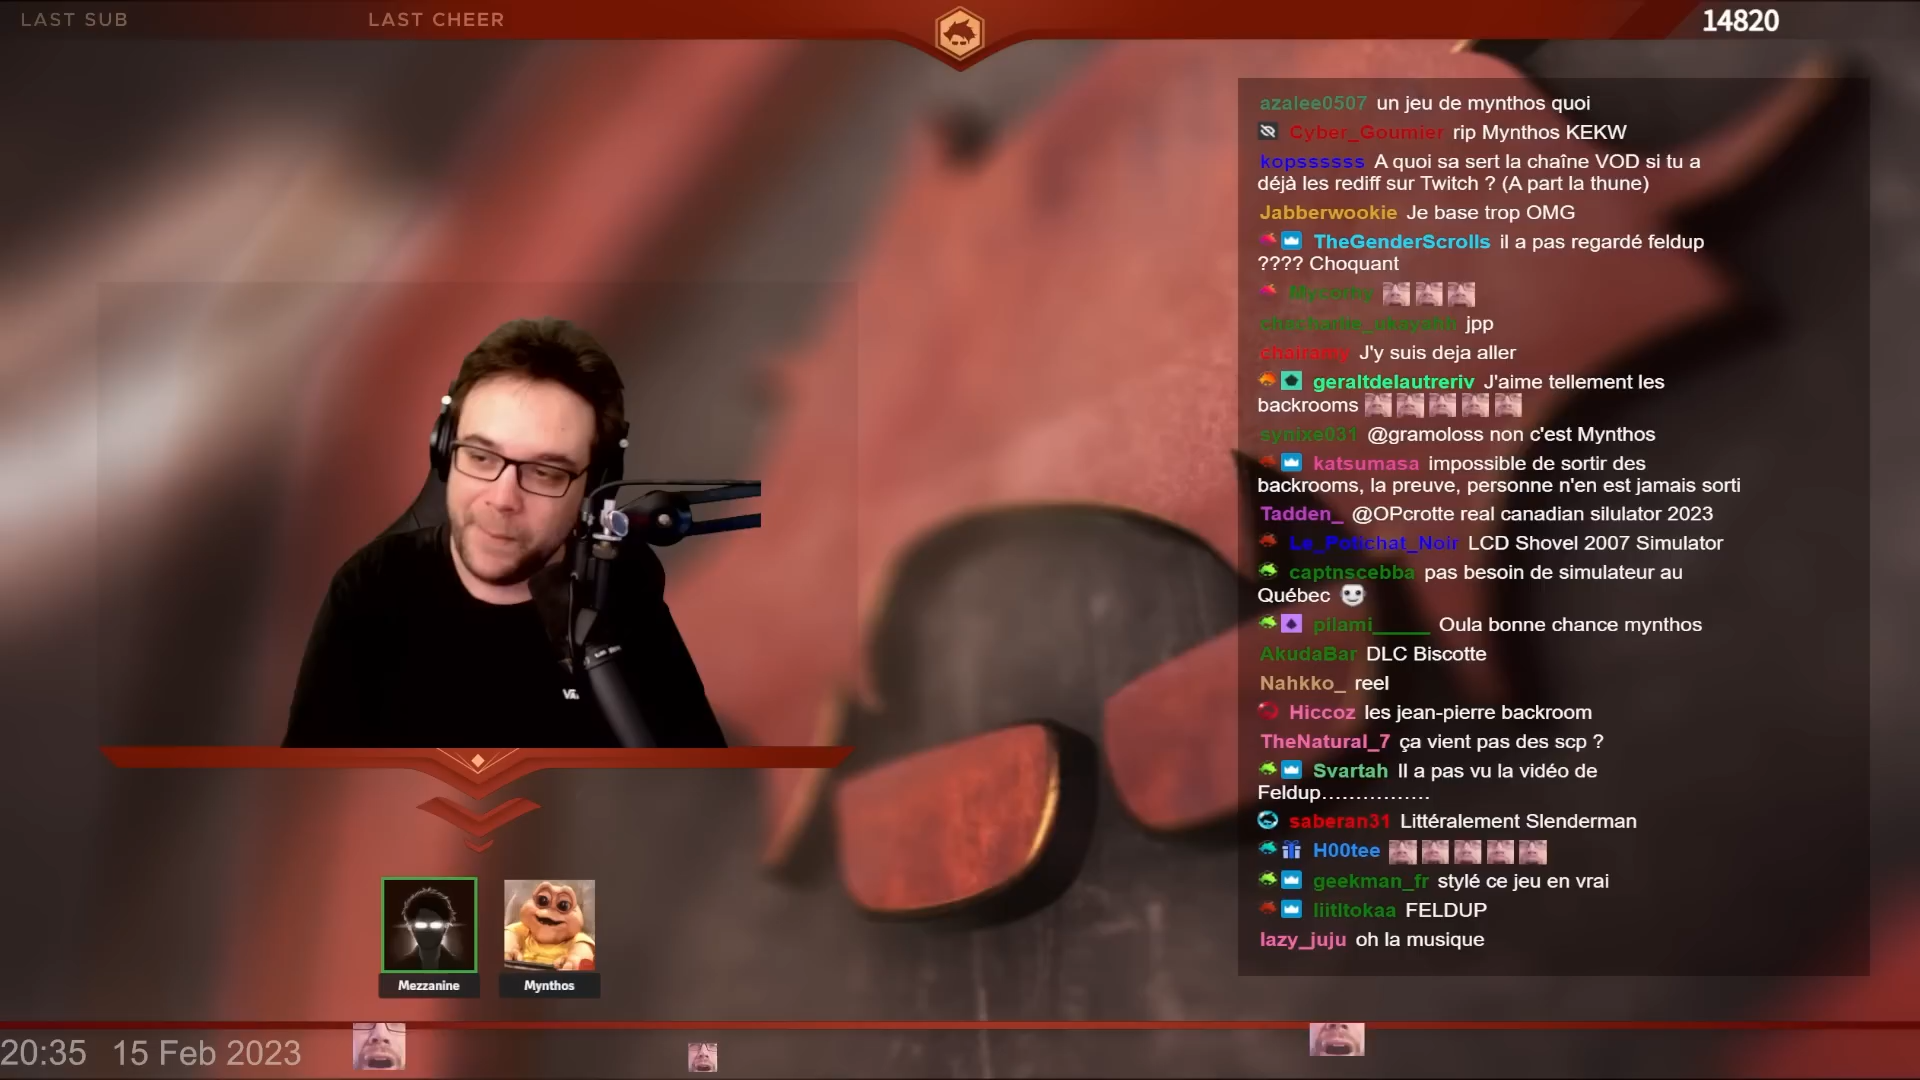 LAST SUB
LAST CHEER
14820
azalee0507 un jeu de mynthos quoi
Cyber_Goumier rip Mynthos KEKW
kopssssss A quoi sa sert la chaîne VOD si tu a
déjà les rediff sur Twitch ? (A part la thune)
Jabberwookie Je base trop OMG
TheGenderScrolls il a pas regardé feldup
???? Choquant
Mycorhy
chacharlie_ukayahh jpp
choiramy J'y suis deja aller
geraltdelautreriv J'aime tellement les
backrooms
synixe031 @gramoloss non c'est Mynthos
katsumasa impossible de sortir des
backrooms, la preuve, personne n'en est jamais sorti
Tadden_ @OPcrotte real canadian silulator 2023
Le_Potichat_Noir LCD Shovel 2007 Simulator
captnscebba pas besoin de simulateur au
Québec
pilami_____ Oula bonne chance mynthos
AkudaBar DLC Biscotte
Nahkko_ reel
Hiccoz les jean-pierre backroom
TheNatural_7 ça vient pas des scp ?
Svartah Il a pas vu la vidéo de
Feldup................
saberan31 Littéralement Slenderman
H00tee
geekman_fr stylé ce jeu en vrai
liitltokaa FELDUP
lazy_juju oh la musique
Mezzanine
Mynthos
20:35 15 Feb 2023